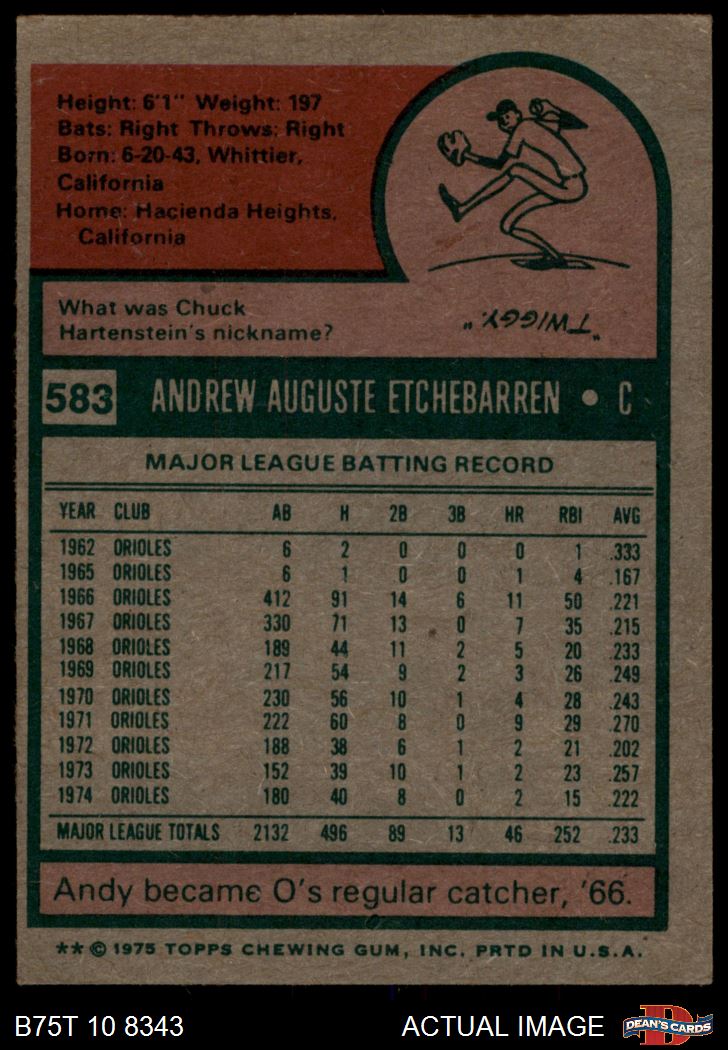 Height: 6'1" Weight: 197
Bats: Right Throws: Right
Born: 6-20-43, Whittier,
California
Home: Hacienda Heights,
California
What was Chuck
Hartenstein's nickname?
"TWIGGY."
583 ANDREW AUGUSTE ETCHEBARREN • C
MAJOR LEAGUE BATTING RECORD
YEAR CLUB AB H 2B 3B HR RBI AVG
1962 ORIOLES 6 2 0 0 0 1 .333
1965 ORIOLES 6 1 0 0 1 4 .167
1966 ORIOLES 412 91 14 6 11 50 .221
1967 ORIOLES 330 71 13 0 7 35 .215
1968 ORIOLES 189 44 11 2 5 20 .233
1969 ORIOLES 217 54 9 2 3 26 .249
1970 ORIOLES 230 56 10 1 4 28 .243
1971 ORIOLES 222 60 8 0 9 29 .270
1972 ORIOLES 188 38 6 1 2 21 .202
1973 ORIOLES 152 39 10 1 2 23 .257
1974 ORIOLES 180 40 8 0 2 15 .222
MAJOR LEAGUE TOTALS 2132 496 89 13 46 252 .233
Andy became O's regular catcher, '66.
** © 1975 TOPPS CHEWING GUM, INC. PRTD IN U.S.A.
B75T 10 8343 ACTUAL IMAGE D DEAN'S CARDS